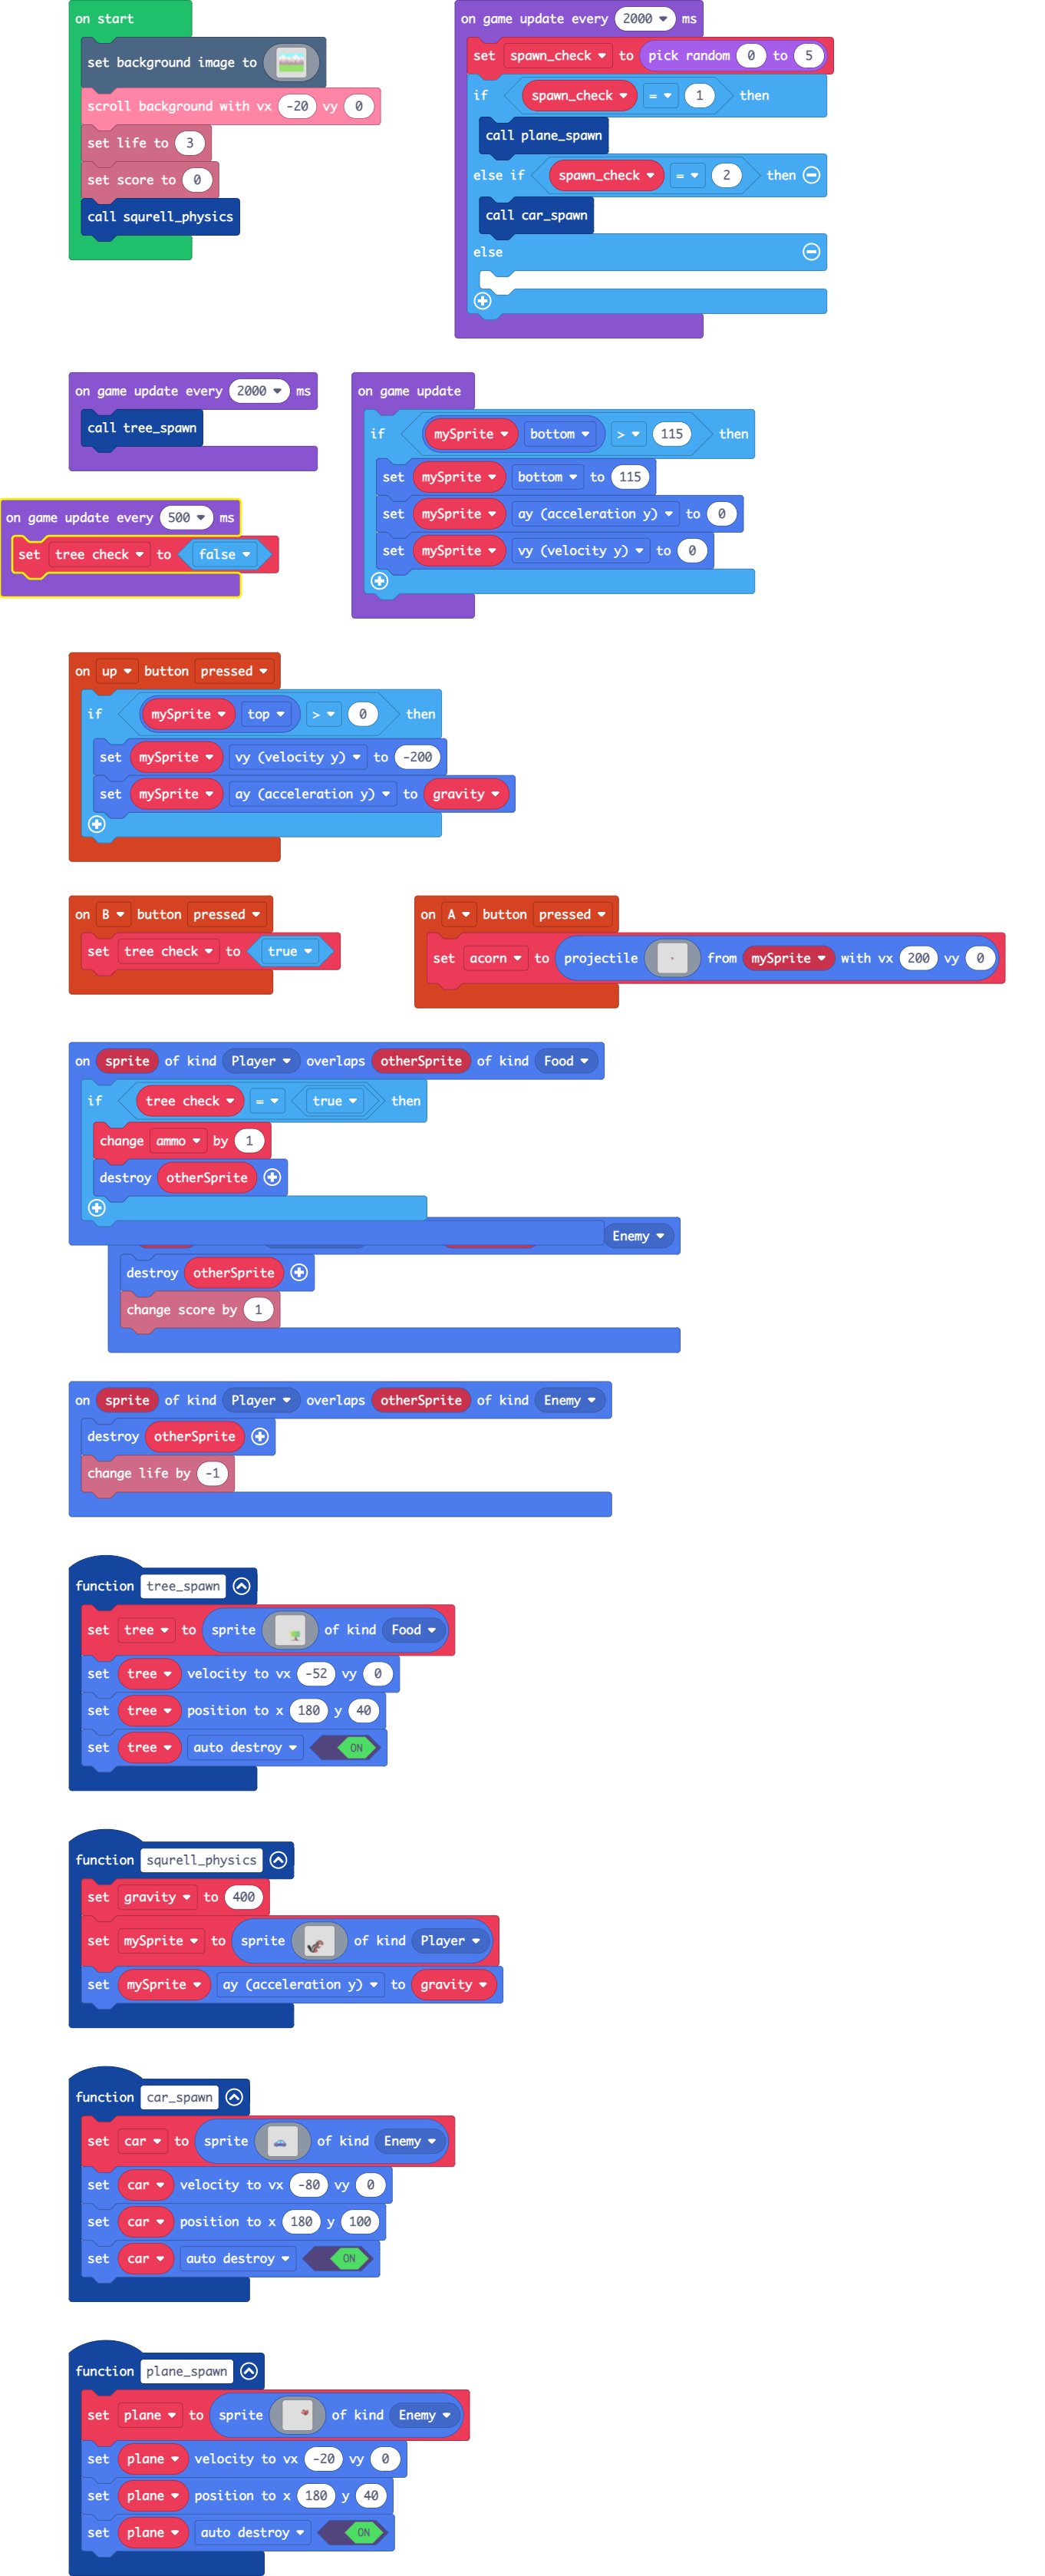 on start
set background image to
scroll background with vx -20 vy 0
set life to 3
set score to 0
call squrell_physics
on game update every 2000 ms
set spawn_check to pick random 0 to 5
if spawn_check = 1 then
call plane_spawn
else if spawn_check = 2 then
call car_spawn
else
on game update every 2000 ms
call tree_spawn
on game update every 500 ms
set tree check to false
on game update
if mySprite bottom > 115 then
set mySprite bottom to 115
set mySprite ay (acceleration y) to 0
set mySprite vy (velocity y) to 0
on up button pressed
if mySprite top > 0 then
set mySprite vy (velocity y) to -200
set mySprite ay (acceleration y) to gravity
on B button pressed
set tree check to true
on A button pressed
set acorn to projectile from mySprite with vx 200 vy 0
on sprite of kind Player overlaps otherSprite of kind Food
if tree check = true then
change ammo by 1
destroy otherSprite
Enemy
destroy otherSprite
change score by 1
on sprite of kind Player overlaps otherSprite of kind Enemy
destroy otherSprite
change life by -1
function tree_spawn
set tree to sprite of kind Food
set tree velocity to vx -52 vy 0
set tree position to x 180 y 40
set tree auto destroy ON
function squrell_physics
set gravity to 400
set mySprite to sprite of kind Player
set mySprite ay (acceleration y) to gravity
function car_spawn
set car to sprite of kind Enemy
set car velocity to vx -80 vy 0
set car position to x 180 y 100
set car auto destroy ON
function plane_spawn
set plane to sprite of kind Enemy
set plane velocity to vx -20 vy 0
set plane position to x 180 y 40
set plane auto destroy ON